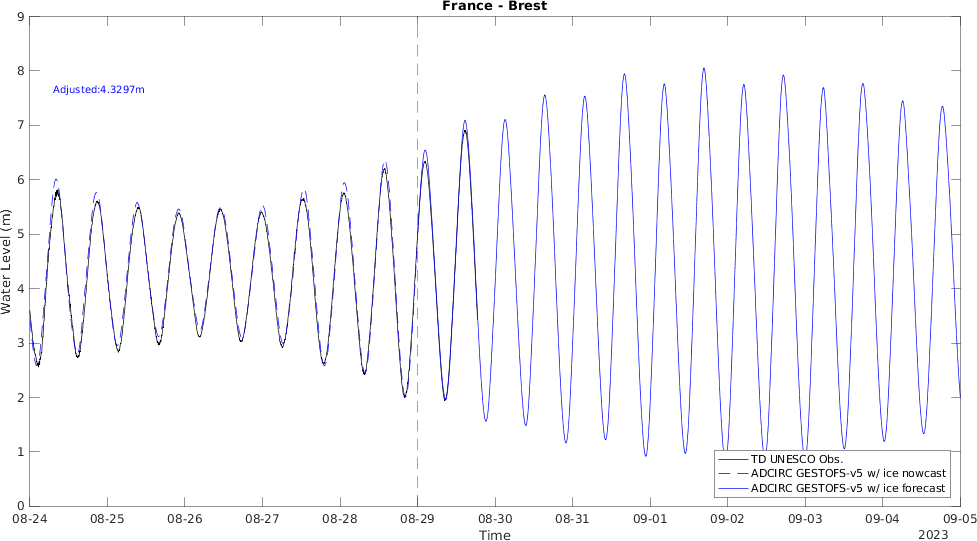 France - Brest
9
8
7
6
5
4
3
2
1
0
Water Level (m)
Adjusted:4.3297m
TD UNESCO Obs.
ADCIRC GESTOFS-v5 w/ ice nowcast
ADCIRC GESTOFS-v5 w/ ice forecast
08-24 08-25 08-26 08-27 08-28 08-29 08-30 08-31 09-01 09-02 09-03 09-04 09-05
Time
2023